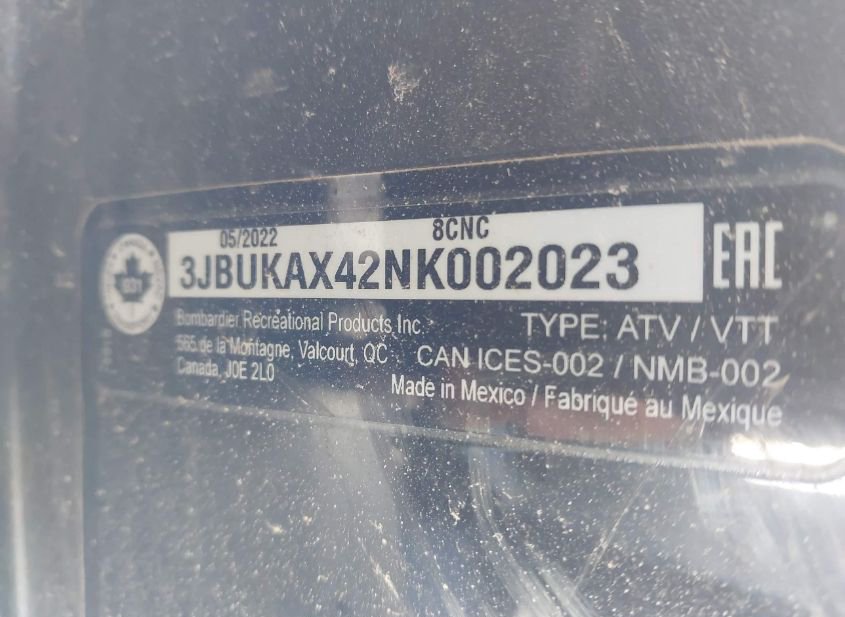 05/2022 8CNC
3JBUKAX42NK002023
EAC
Bombardier Recreational Products Inc.
565 de la Montagne, Valcourt, QC
Canada, J0E 2L0
TYPE: ATV / VTT
CAN ICES-002 / NMB-002
Made in Mexico / Fabriqué au Mexique